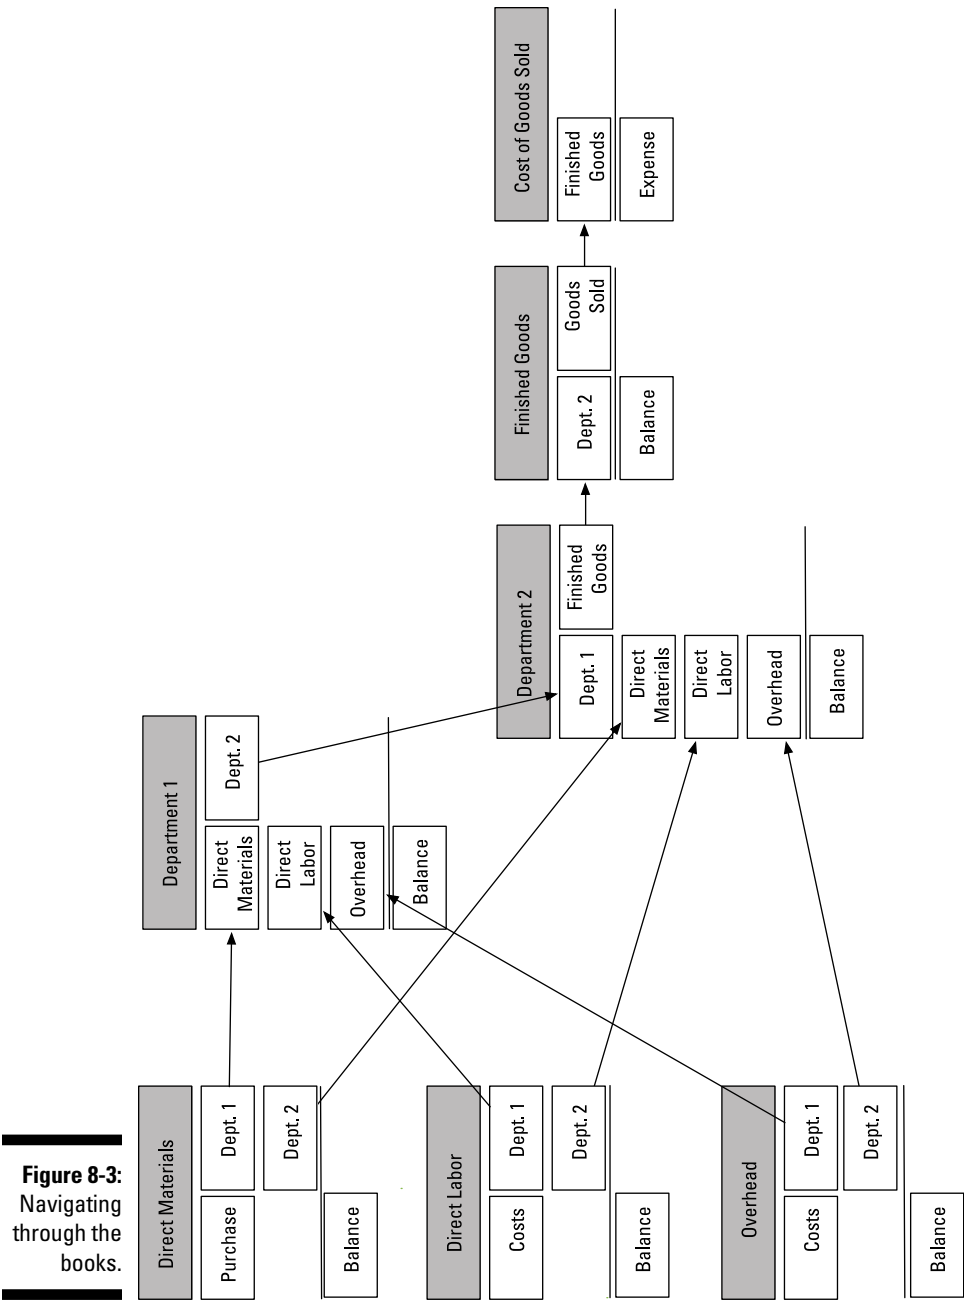 Figure 8-3:
Navigating
through the
books.
Direct Materials
Purchase
Dept. 1
Dept. 2
Balance
Direct Labor
Costs
Dept. 1
Dept. 2
Balance
Overhead
Costs
Dept. 1
Dept. 2
Balance
Department 1
Direct
Materials
Dept. 2
Direct
Labor
Overhead
Balance
Department 2
Dept. 1
Finished
Goods
Direct
Materials
Direct
Labor
Overhead
Balance
Finished Goods
Dept. 2
Goods
Sold
Balance
Cost of Goods Sold
Finished
Goods
Expense